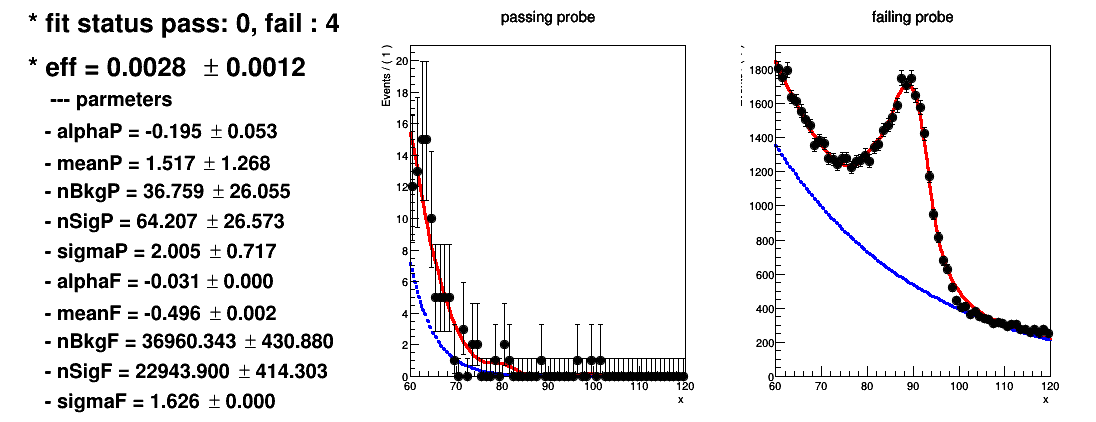 * fit status pass: 0, fail : 4
* eff = 0.0028 ± 0.0012
--- parmeters
- alphaP = -0.195 ± 0.053
- meanP = 1.517 ± 1.268
- nBkgP = 36.759 ± 26.055
- nSigP = 64.207 ± 26.573
- sigmaP = 2.005 ± 0.717
- alphaF = -0.031 ± 0.000
- meanF = -0.496 ± 0.002
- nBkgF = 36960.343 ± 430.880
- nSigF = 22943.900 ± 414.303
- sigmaF = 1.626 ± 0.000
passing probe
Events / ( 1 )
20
18
16
14
12
10
8
6
4
2
0
60 70 80 90 100 110 120
x
failing probe
1800
1600
1400
1200
1000
800
600
400
200
0
60 70 80 90 100 110 120
x